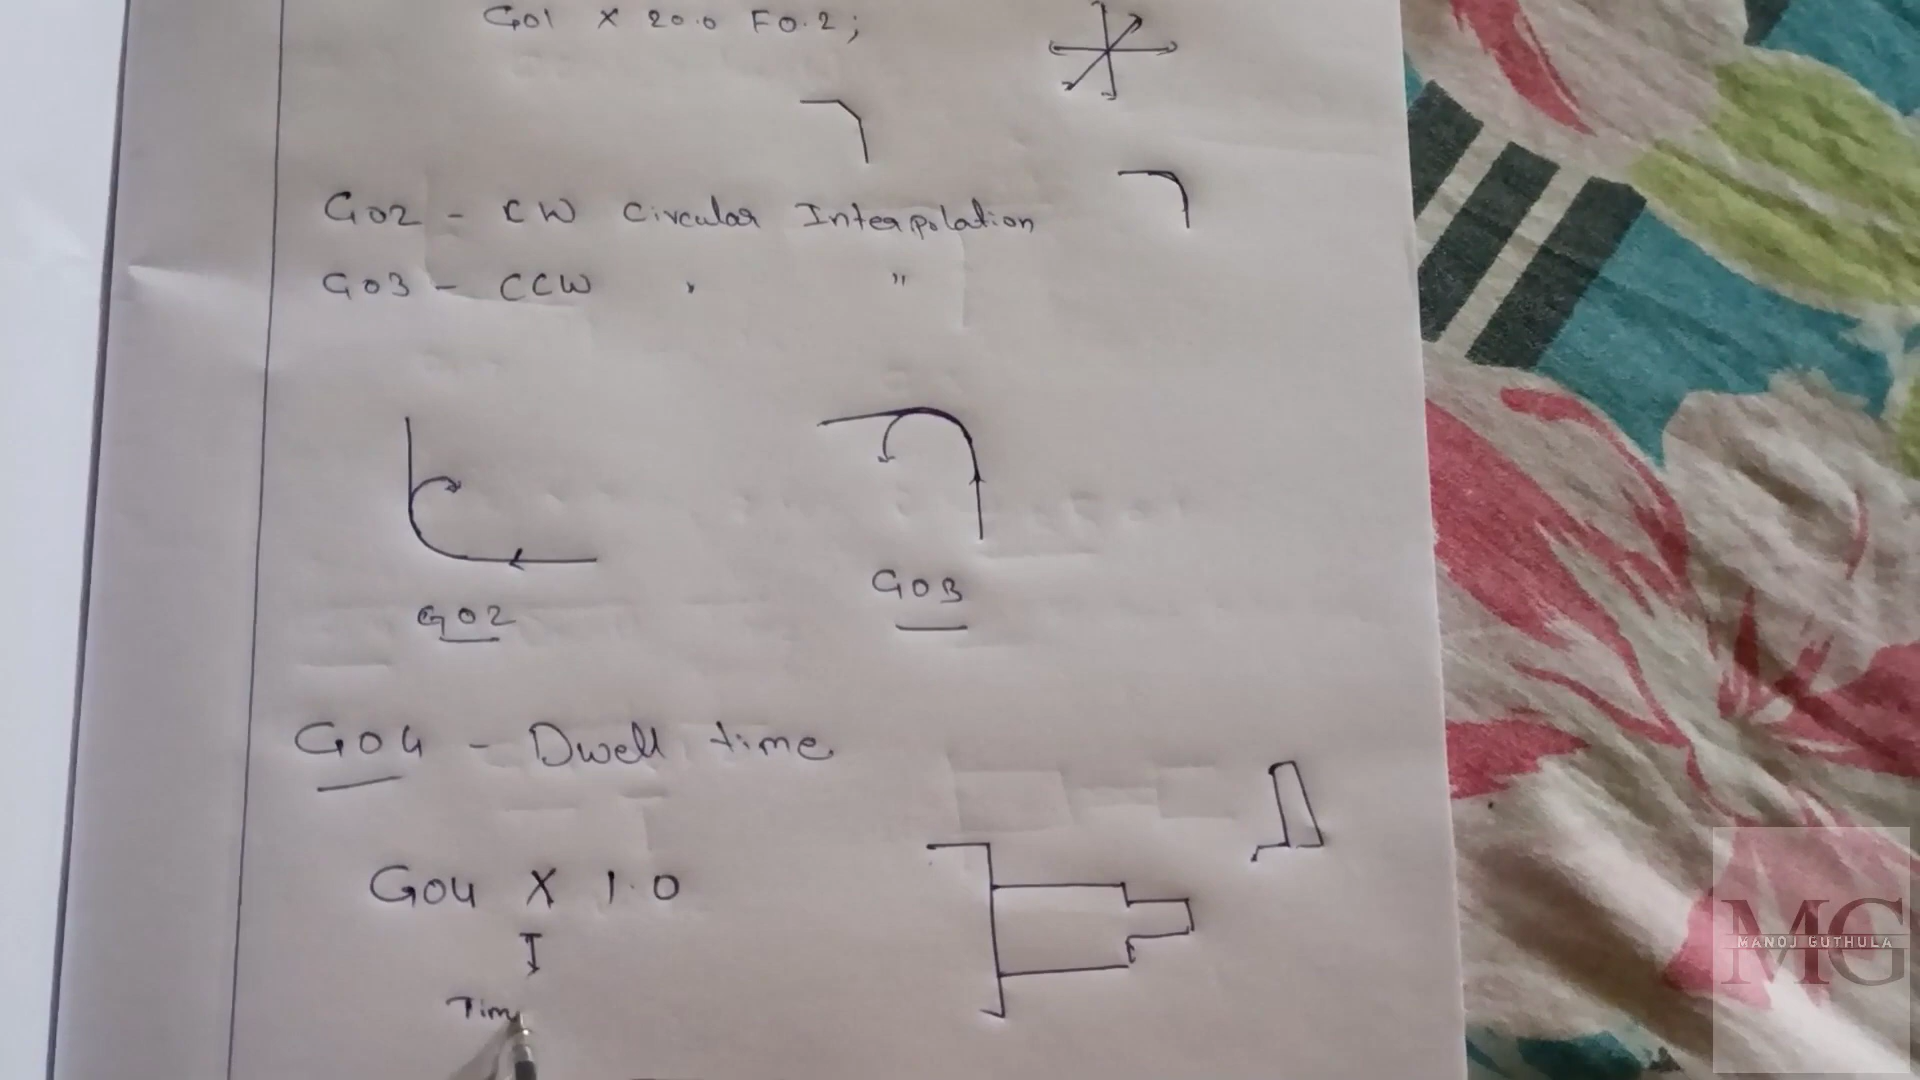 G01 X 20.0 F0.2;
G02 - CW Circular Interpolation
G03 - CCW " "
G02
G03
G04 - Dwell time
G04 X 1.0
Tim
MG
MANOJ GUTHULA